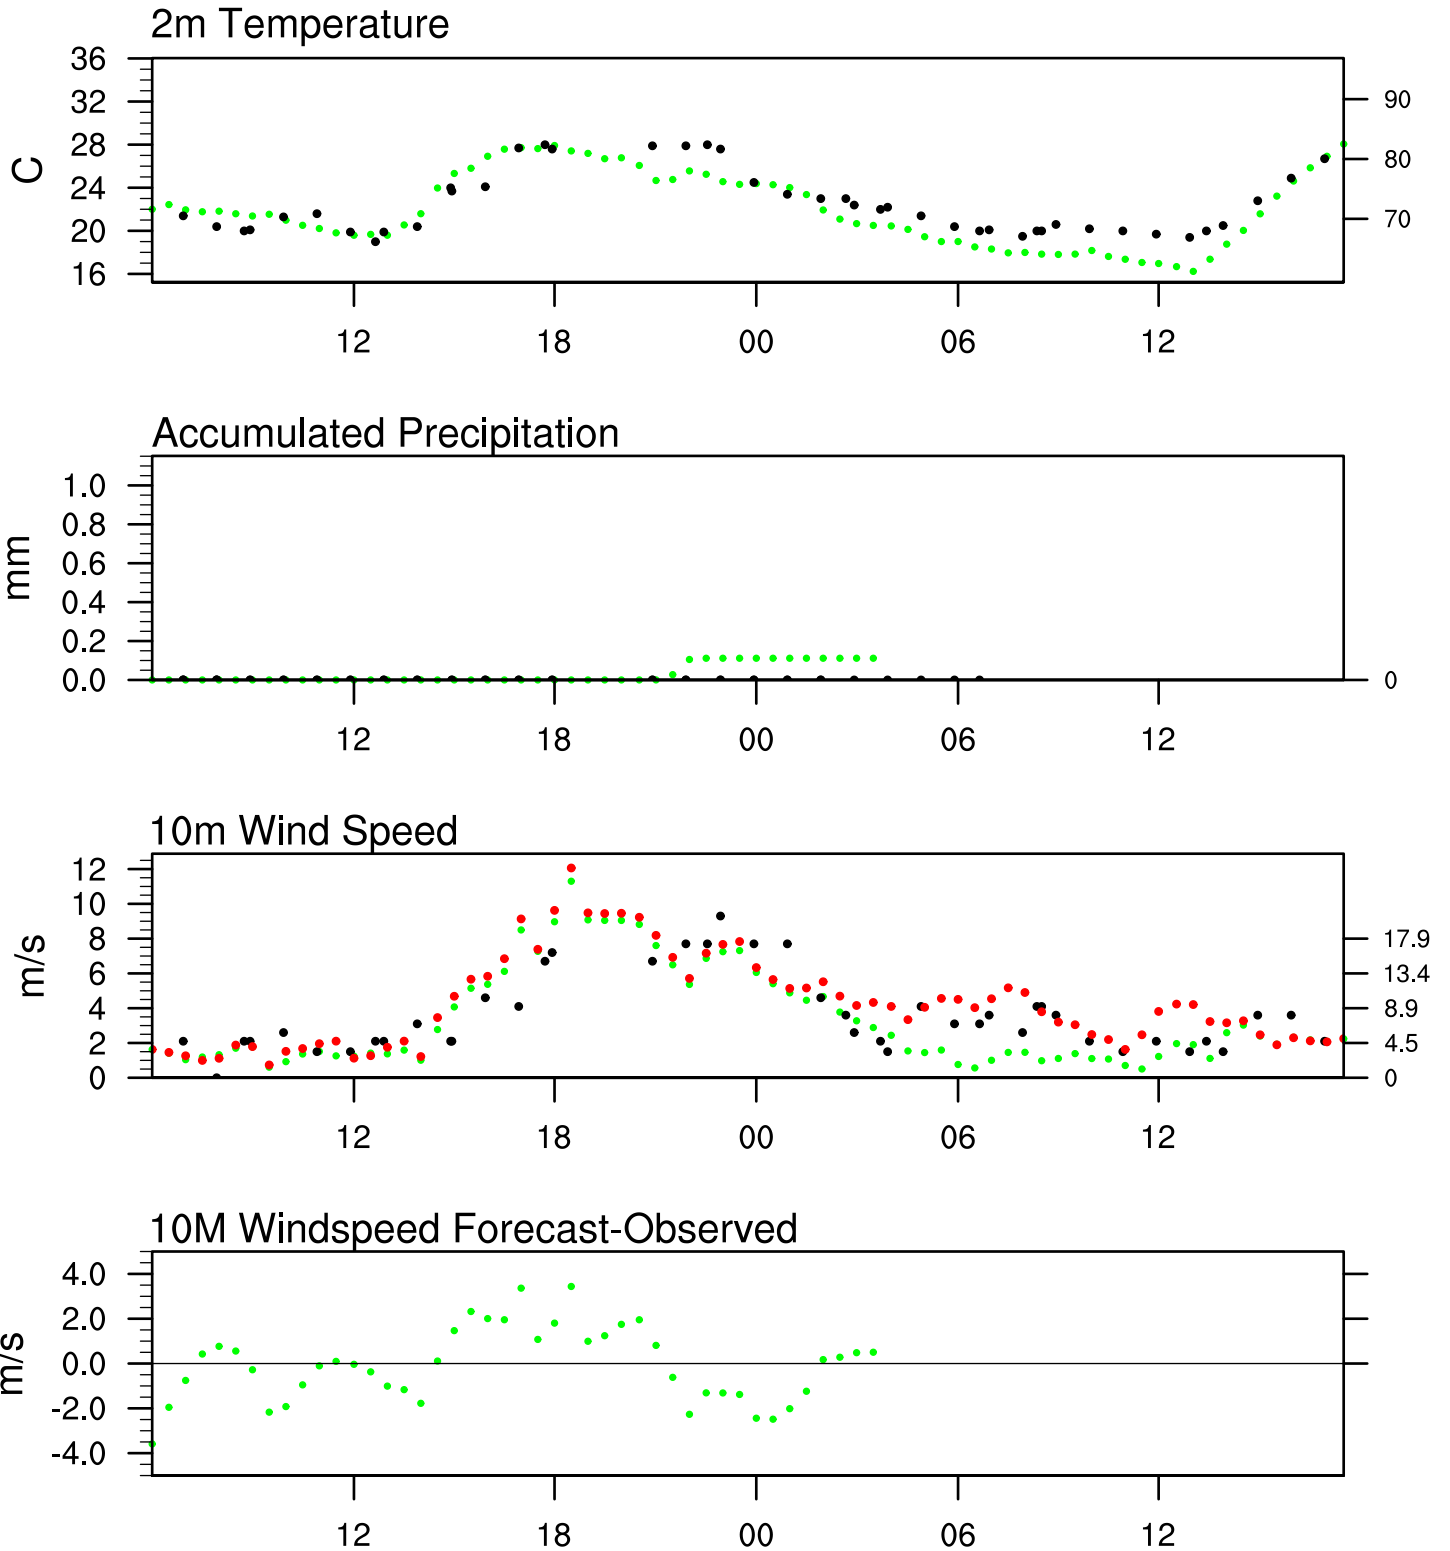 2m Temperature
36
32
28
24
20
16
C
90
80
70
12 18 00 06 12
Accumulated Precipitation
1.0
0.8
0.6
0.4
0.2
0.0
mm
0
12 18 00 06 12
10m Wind Speed
12
10
8
6
4
2
0
m/s
17.9
13.4
8.9
4.5
0
12 18 00 06 12
10M Windspeed Forecast-Observed
4.0
2.0
0.0
-2.0
-4.0
m/s
12 18 00 06 12